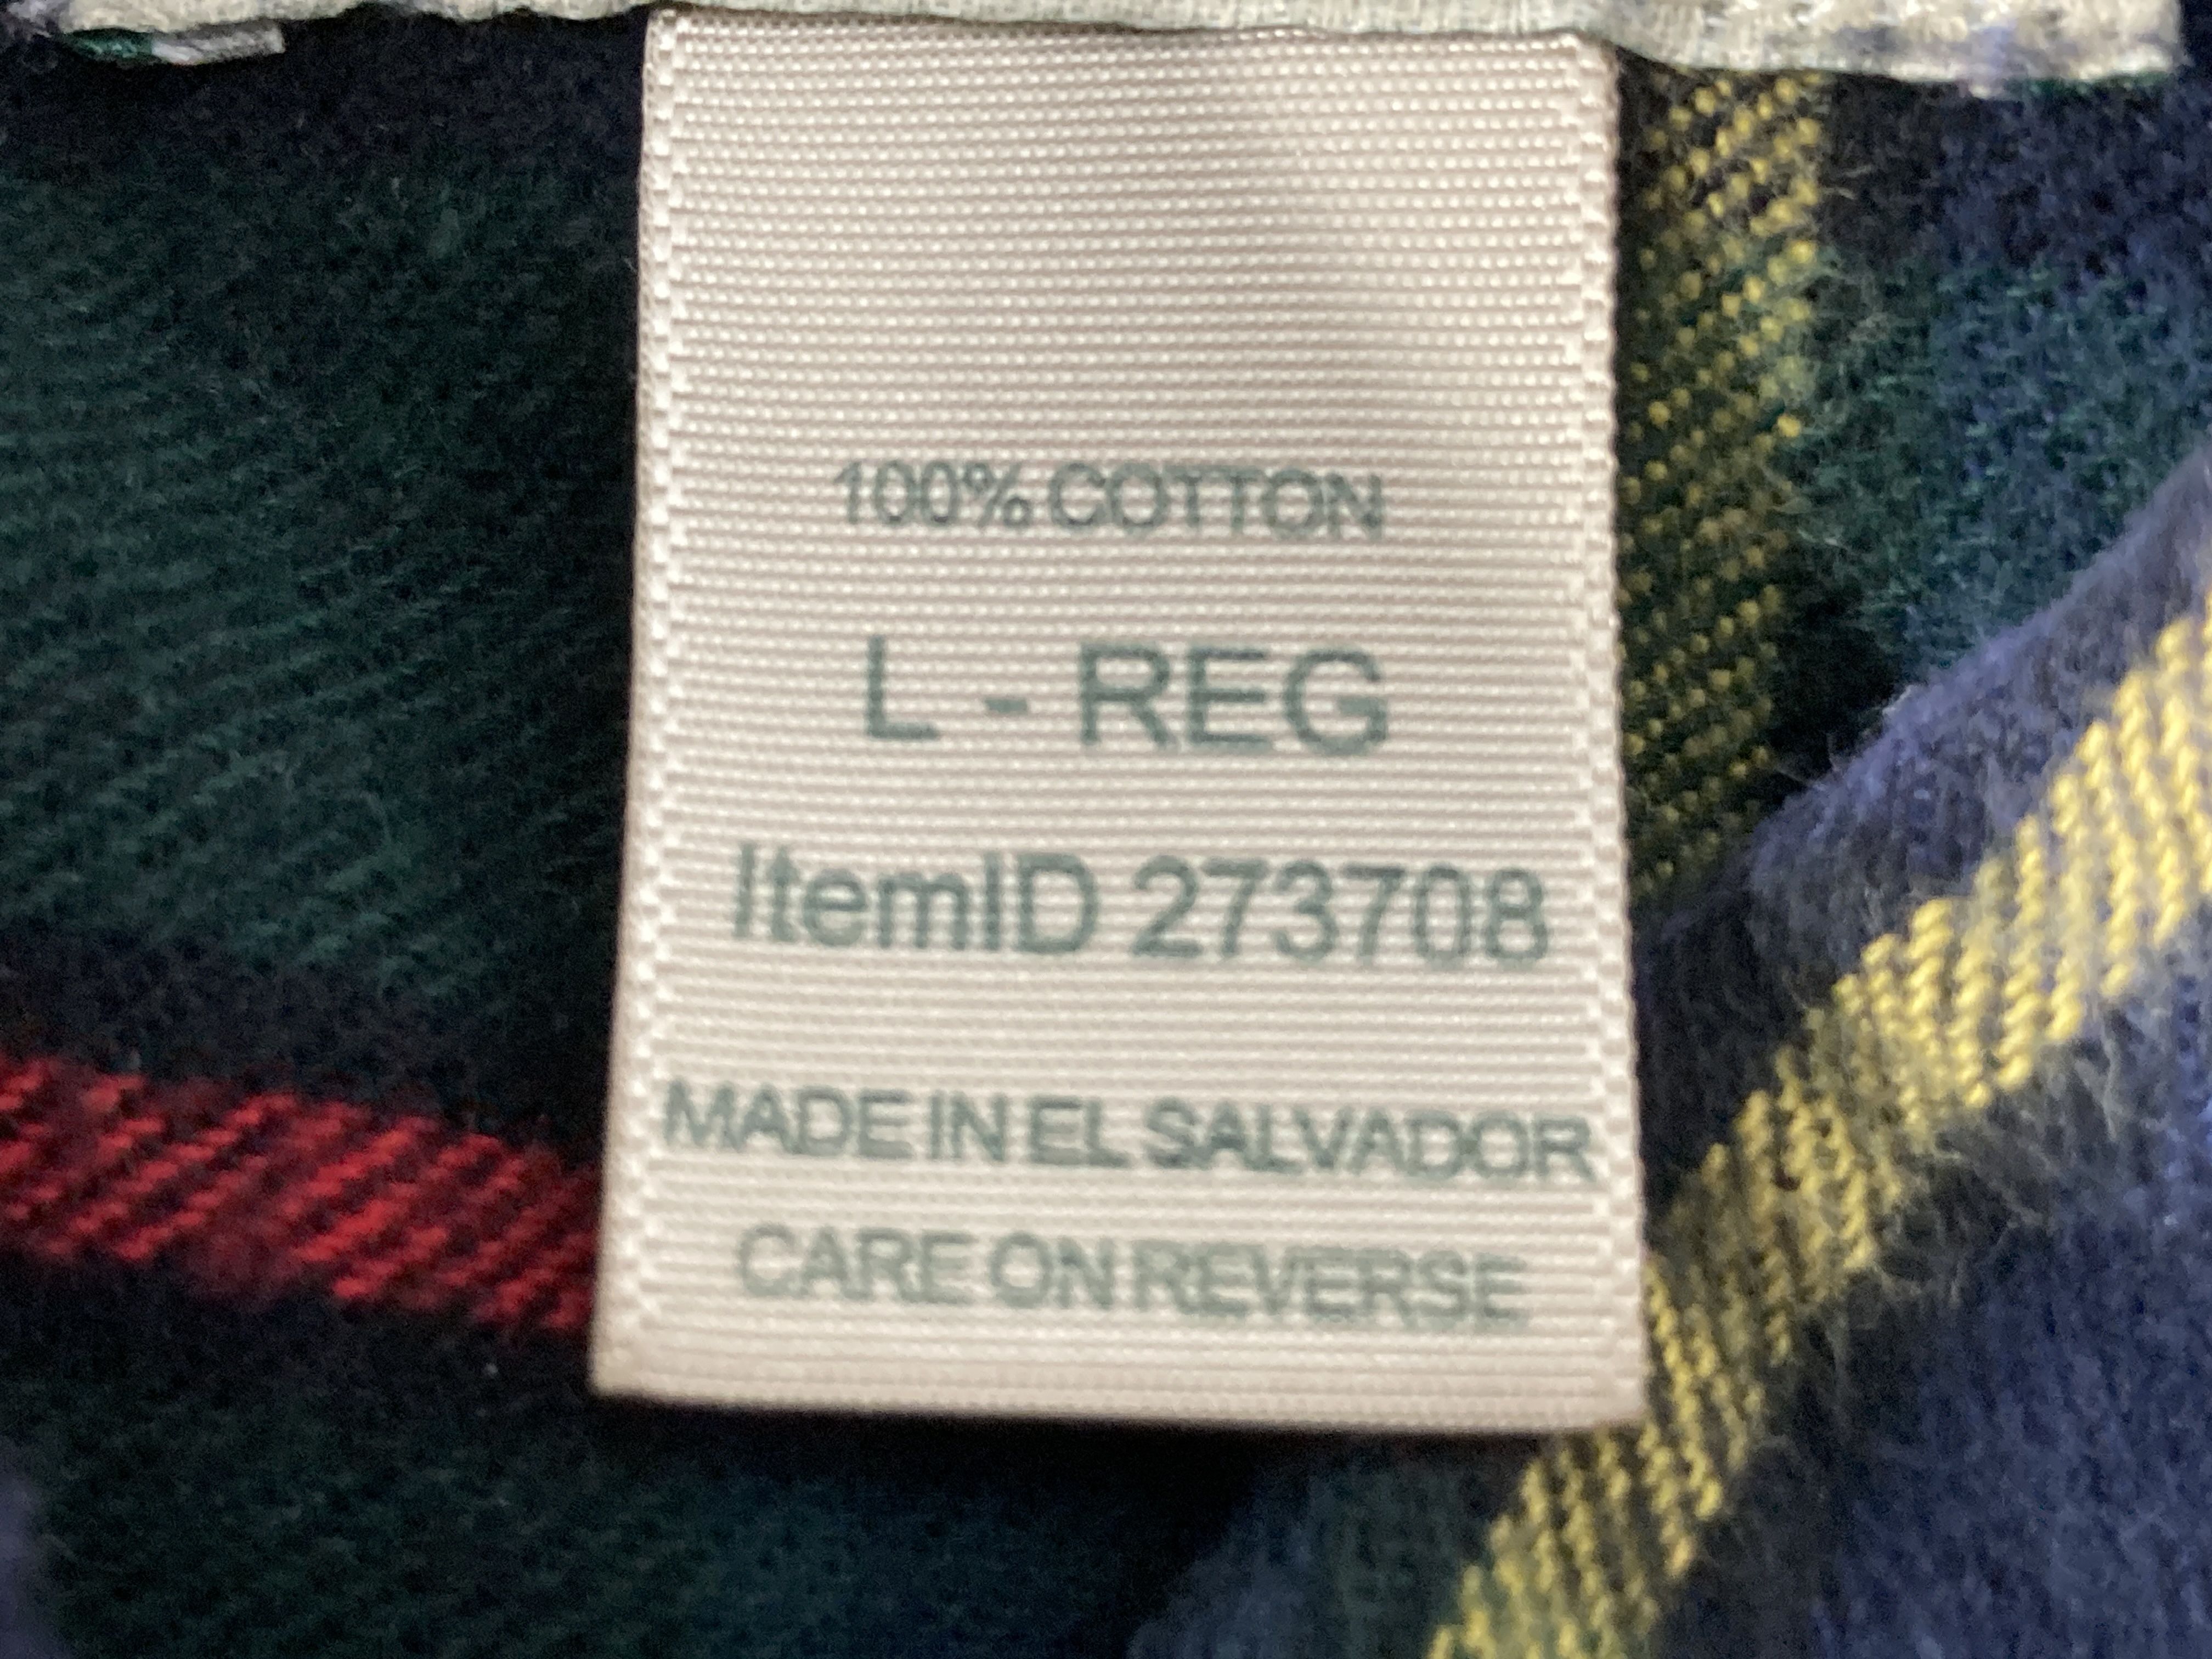 100% COTTON
L - REG
ItemID 273708
MADE IN EL SALVADOR
CARE ON REVERSE